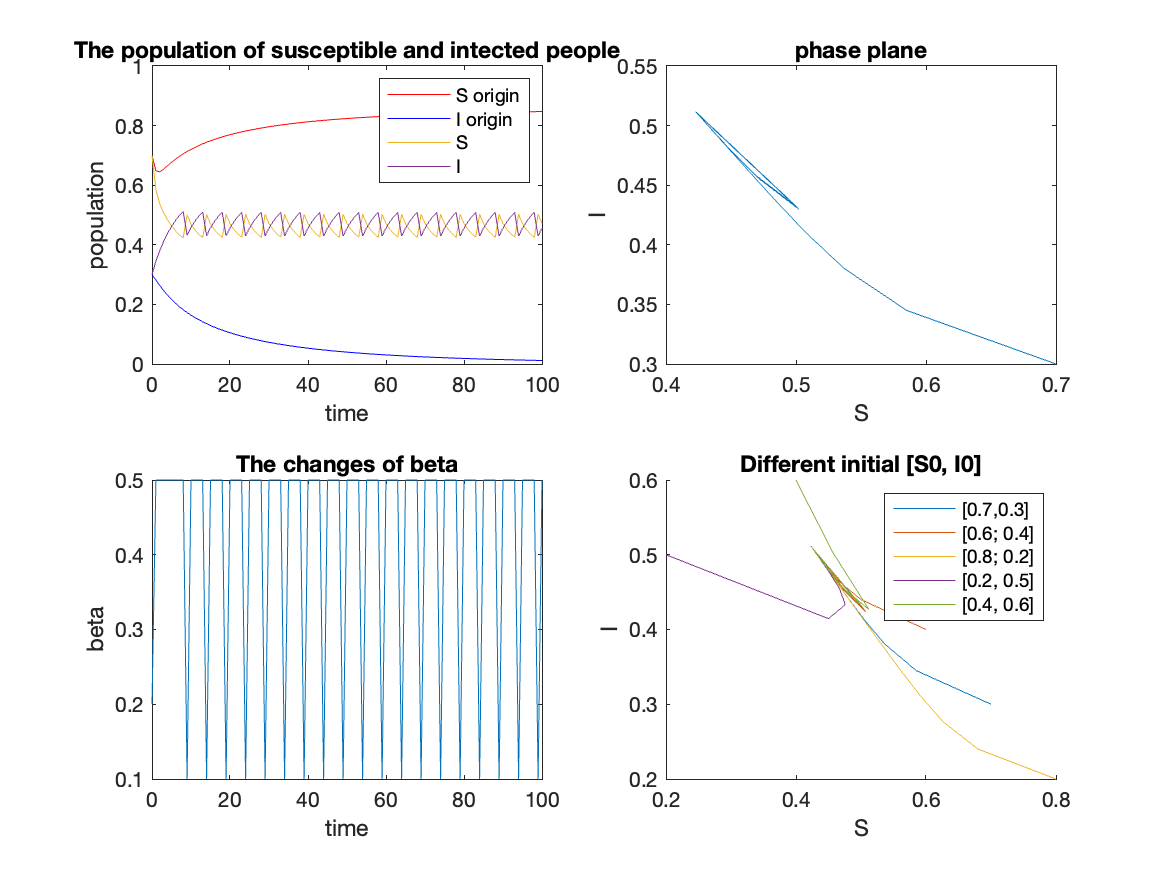 The population of susceptible and intected people
1
0.8
0.6
0.4
0.2
0
population
0 20 40 60 80 100
time
S origin
I origin
S
I
phase plane
0.55
0.5
0.45
0.4
0.35
0.3
I
0.4 0.5 0.6 0.7
S
The changes of beta
0.5
0.4
0.3
0.2
0.1
beta
0 20 40 60 80 100
time
Different initial [S0, I0]
0.6
0.5
0.4
0.3
0.2
I
0.2 0.4 0.6 0.8
S
[0.7,0.3]
[0.6; 0.4]
[0.8; 0.2]
[0.2, 0.5]
[0.4, 0.6]